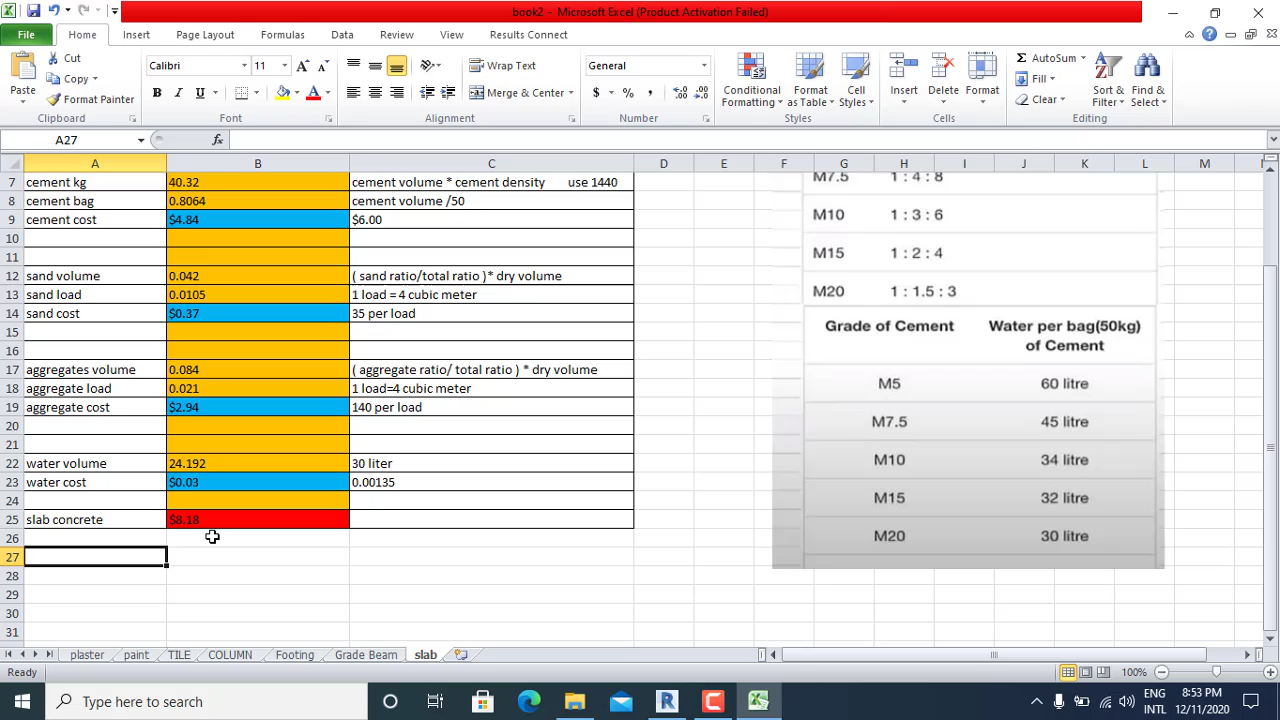 book2 - Microsoft Excel (Product Activation Failed)
File Home Insert Page Layout Formulas Data Review View Results Connect
Paste
Cut
Copy
Format Painter
Clipboard
Calibri 11
B I U
Font
Wrap Text
Merge & Center
Alignment
General
$ % ,
Number
Conditional Formatting
Format as Table
Cell Styles
Styles
Insert
Delete
Format
Cells
Σ AutoSum
Fill
Clear
Sort & Filter
Find & Select
Editing
A27 fx
A B C D E F G H I J K L M
7 cement kg 40.32 cement volume * cement density use 1440
8 cement bag 0.8064 cement volume /50
9 cement cost $4.84 $6.00
10
11
12 sand volume 0.042 ( sand ratio/total ratio )* dry volume
13 sand load 0.0105 1 load = 4 cubic meter
14 sand cost $0.37 35 per load
15
16
17 aggregates volume 0.084 ( aggregate ratio/ total ratio ) * dry volume
18 aggregate load 0.021 1 load=4 cubic meter
19 aggregate cost $2.94 140 per load
20
21
22 water volume 24.192 30 liter
23 water cost $0.03 0.00135
24
25 slab concrete $8.18
26
27
28
29
30
31
M7.5 1 : 4 : 8
M10 1 : 3 : 6
M15 1 : 2 : 4
M20 1 : 1.5 : 3
Grade of Cement Water per bag(50kg) of Cement
M5 60 litre
M7.5 45 litre
M10 34 litre
M15 32 litre
M20 30 litre
plaster paint TILE COLUMN Footing Grade Beam slab
Ready 100%
Type here to search
ENG
INTL
8:53 PM
12/11/2020